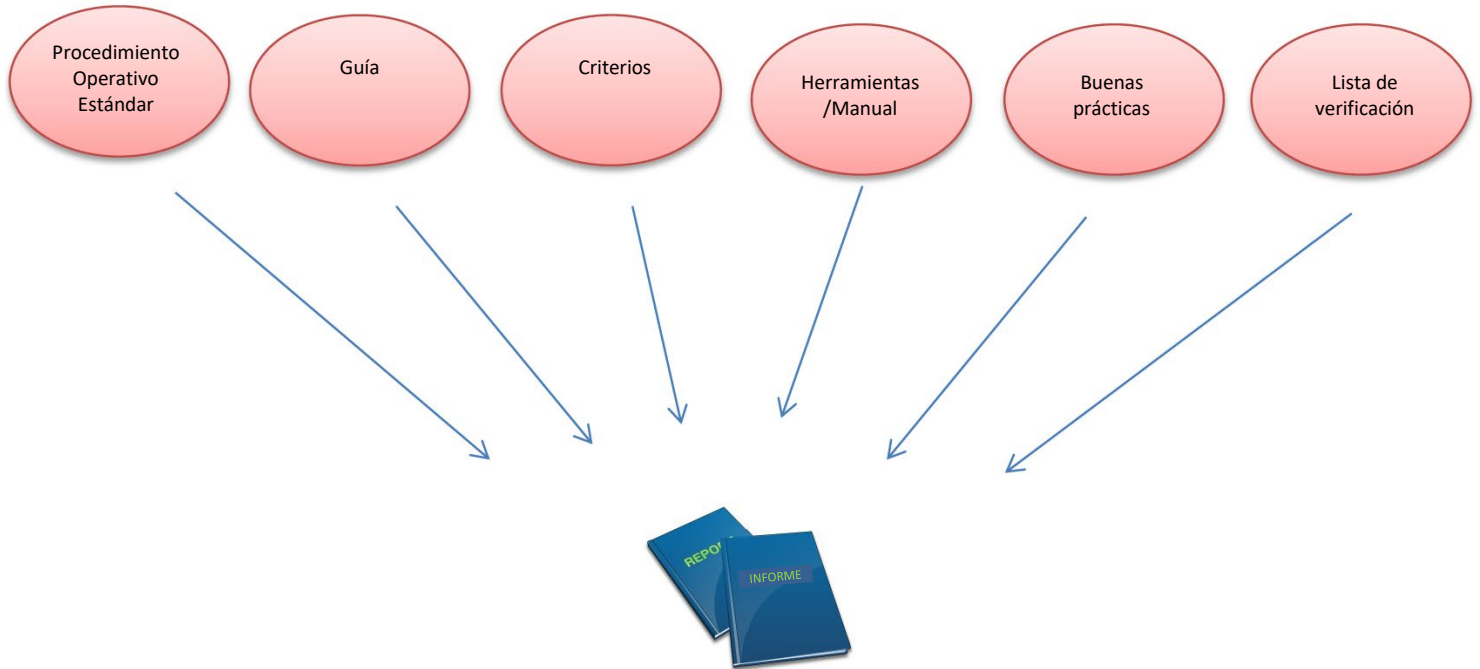 Procedimiento
Operativo
Estándar
Guía
Criterios
Herramientas
/Manual
Buenas
prácticas
Lista de
verificación
INFORME